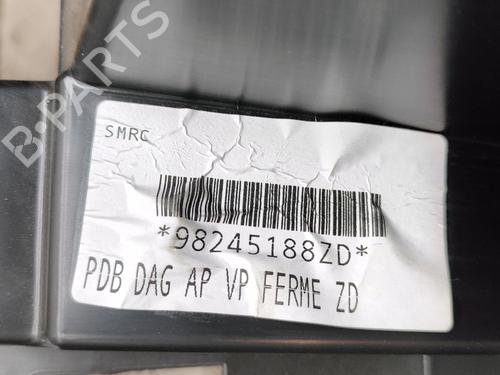 B-PARTS
SMRC
*98245188ZD*
PDB DAG AP VP FERME ZD